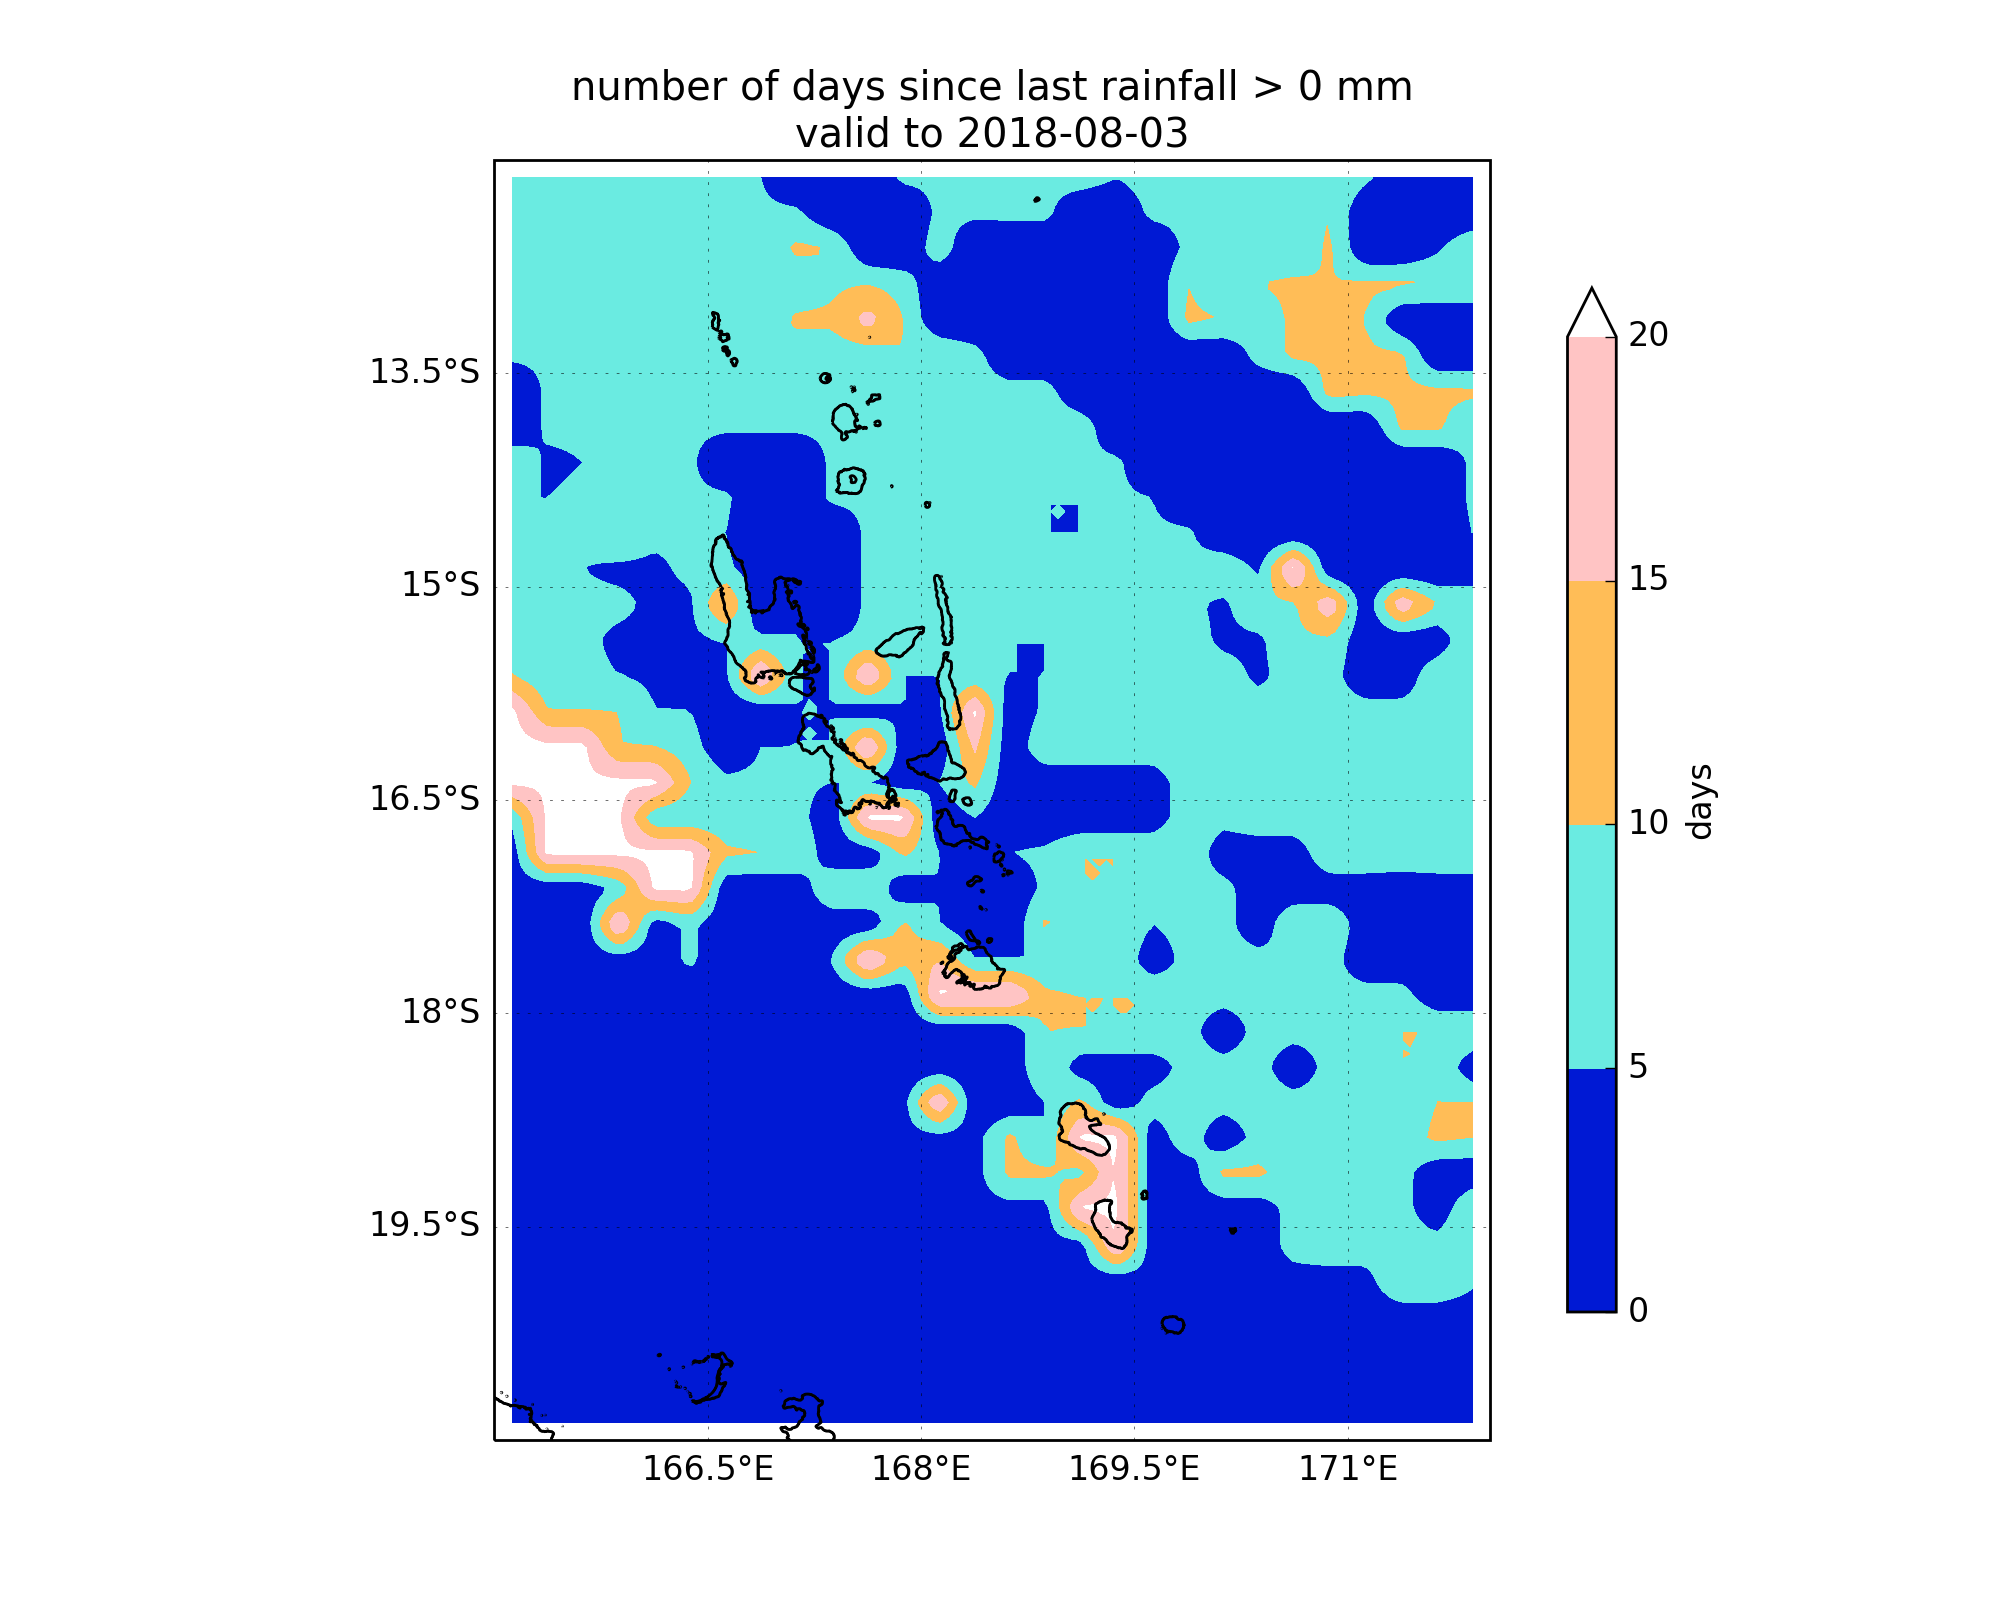 number of days since last rainfall > 0 mm
valid to 2018-08-03
13.5°S
15°S
16.5°S
18°S
19.5°S
166.5°E
168°E
169.5°E
171°E
20
15
10
5
0
days